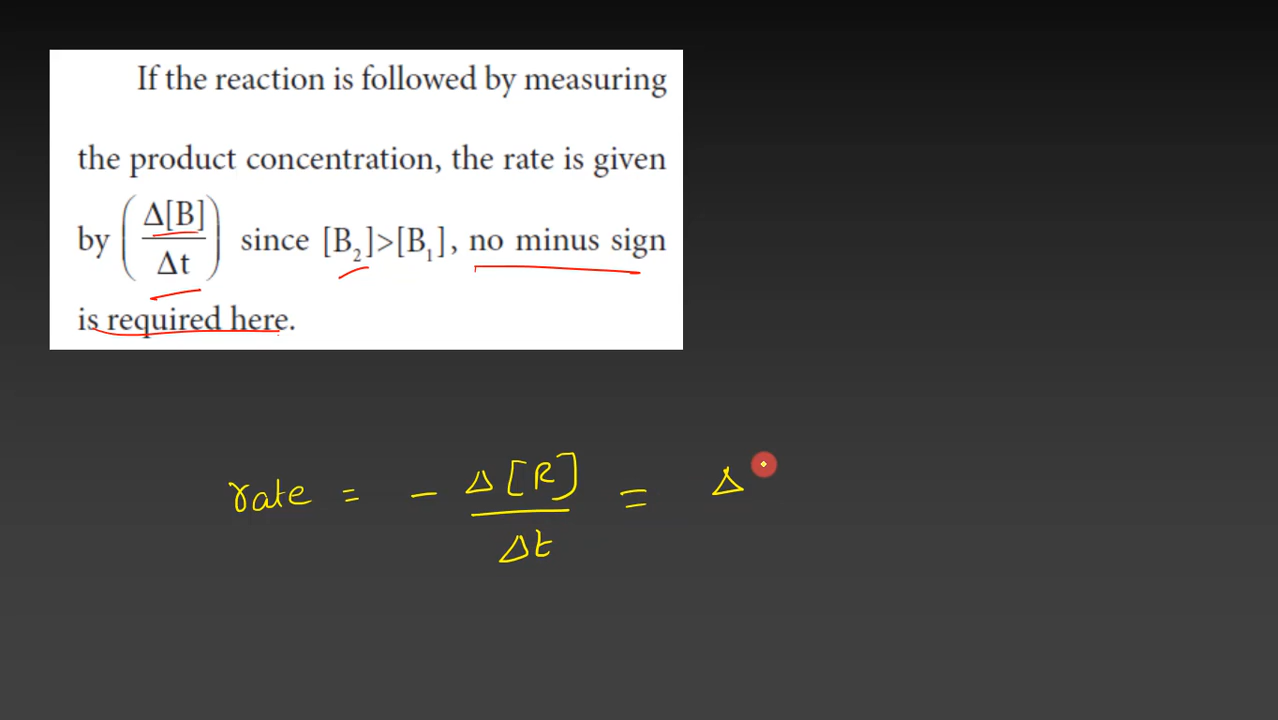 If the reaction is followed by measuring
the product concentration, the rate is given
by (Δ[B]/Δt) since [B₂]>[B₁], no minus sign
is required here.
rate = - Δ[R]/Δt = Δ